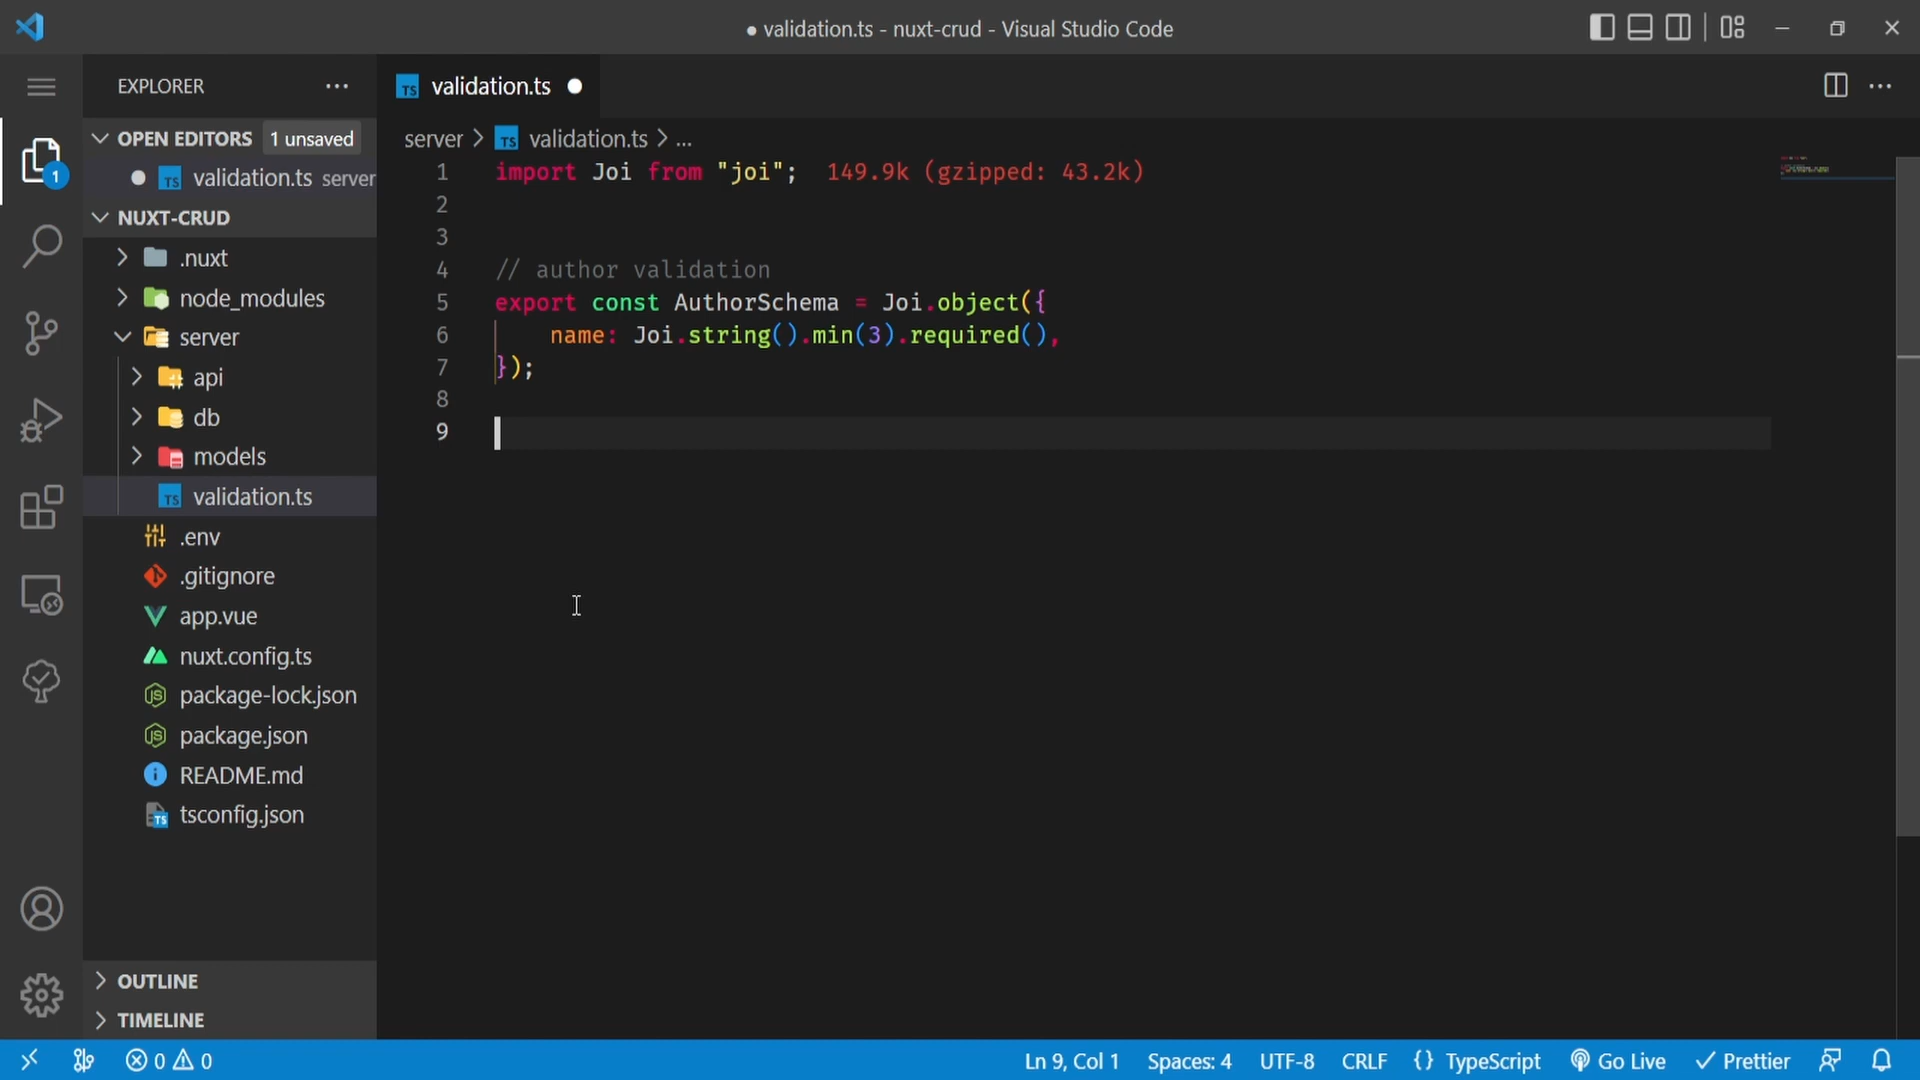 ● validation.ts - nuxt-crud - Visual Studio Code
EXPLORER
OPEN EDITORS 1 unsaved
validation.ts server
1
NUXT-CRUD
.nuxt
node_modules
server
api
db
models
validation.ts
.env
.gitignore
app.vue
nuxt.config.ts
package-lock.json
package.json
README.md
tsconfig.json
OUTLINE
TIMELINE
validation.ts
server > validation.ts > ...
1 import Joi from "joi"; 149.9k (gzipped: 43.2k)
2
3
4 // author validation
5 export const AuthorSchema = Joi.object({
6 name: Joi.string().min(3).required(),
7 });
8
9
0 0
Ln 9, Col 1 Spaces: 4 UTF-8 CRLF {} TypeScript Go Live Prettier